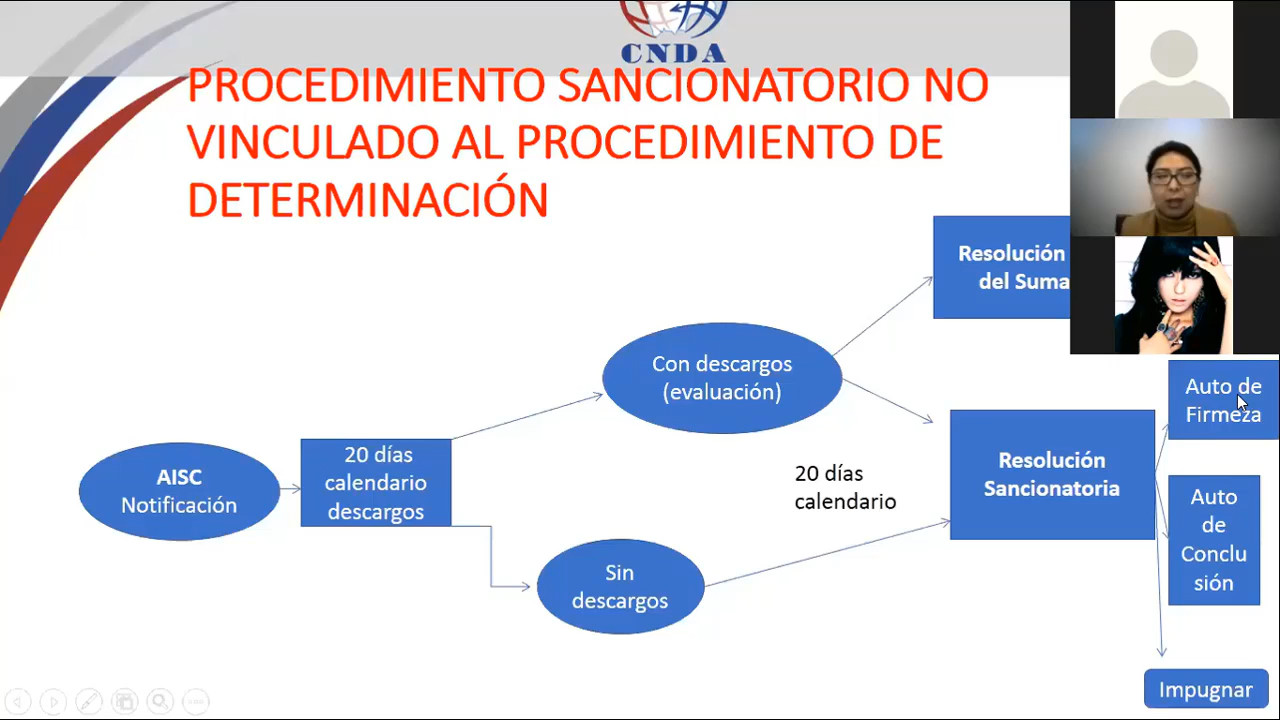 CNDA
PROCEDIMIENTO SANCIONATORIO NO
VINCULADO AL PROCEDIMIENTO DE
DETERMINACIÓN
Resolución
del Suma
Con descargos
(evaluación)
Auto de
Firmeza
AISC
Notificación
20 días
calendario
descargos
20 días
calendario
Resolución
Sancionatoria
Auto
de
Conclu
sión
Sin
descargos
Impugnar